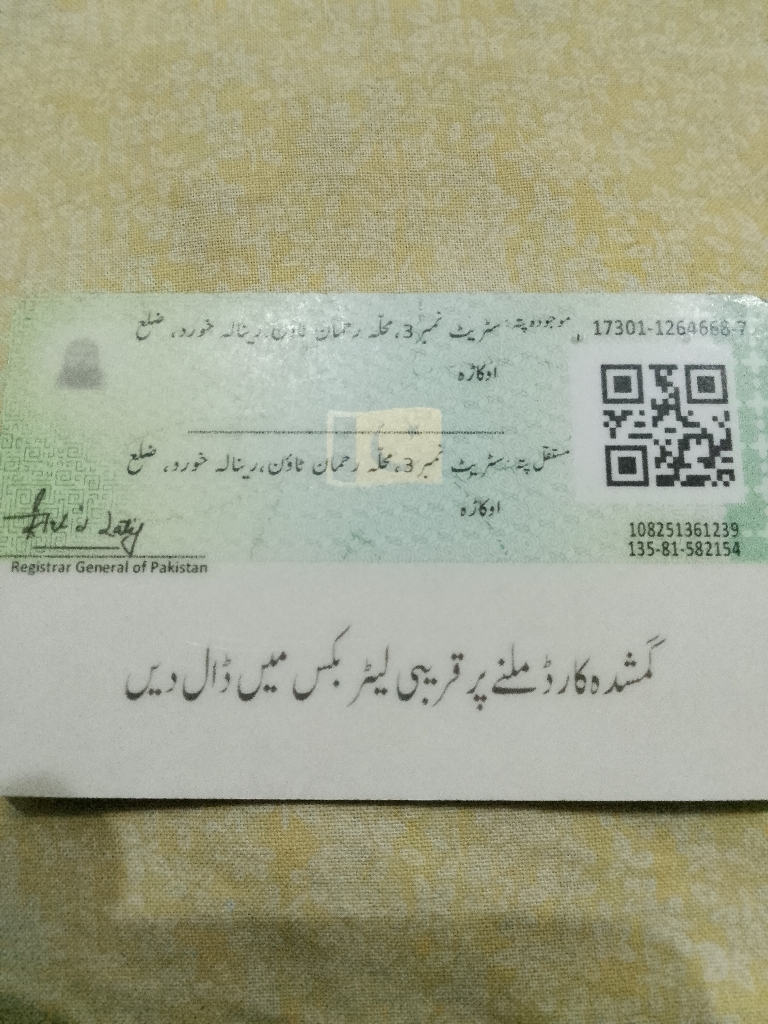 17301-1264668-7
موجودہ پتہ: سٹریٹ نمبر 3، محلّہ رحمان ٹاؤن، رینالہ خورد، ضلع
اوکاڑہ
مستقل پتہ: سٹریٹ نمبر 3، محلّہ رحمان ٹاؤن، رینالہ خورد، ضلع
اوکاڑہ
108251361239
135-81-582154
Registrar General of Pakistan
گمشدہ کارڈ ملنے پر قریبی لیٹر بکس میں ڈال دیں